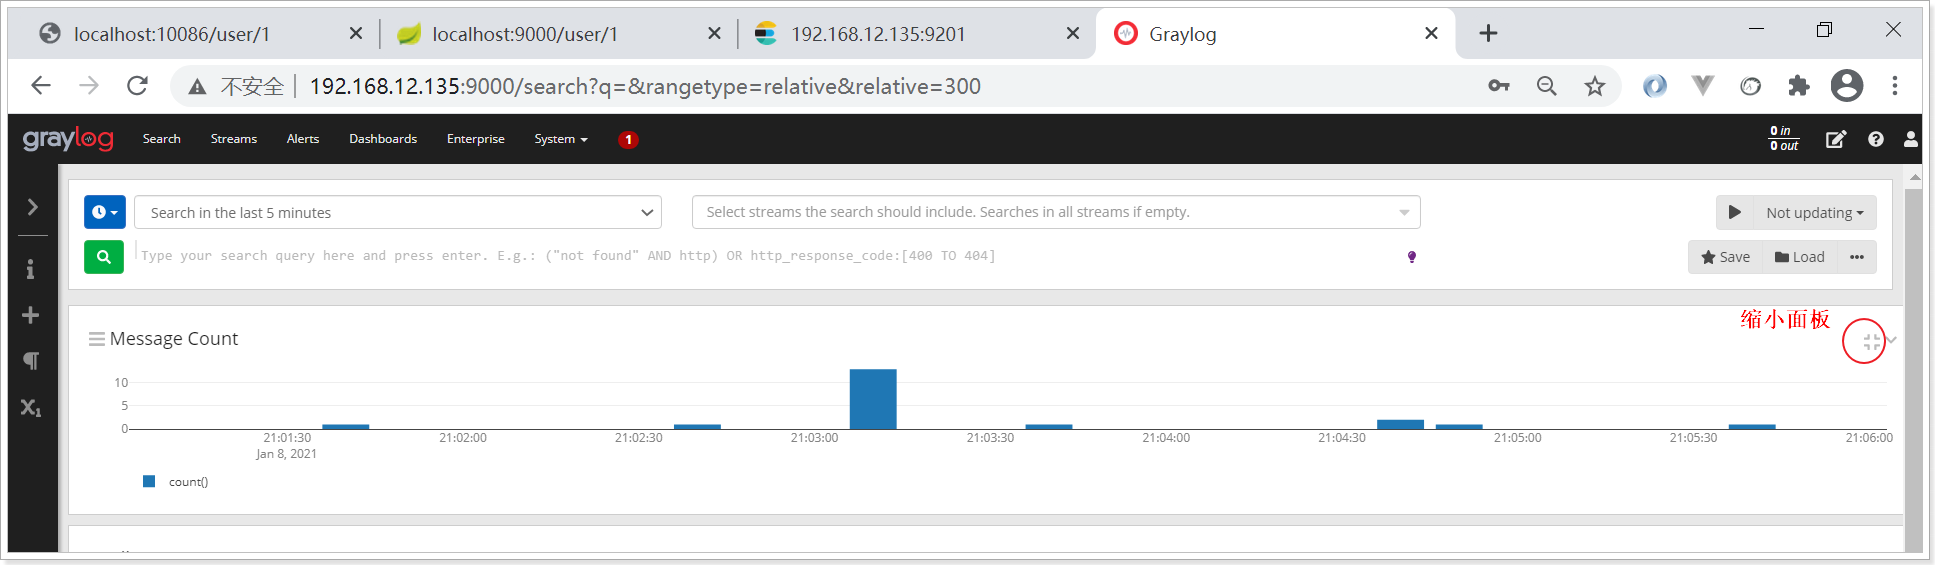 localhost:10086/user/1
localhost:9000/user/1
192.168.12.135:9201
Graylog
不安全 192.168.12.135:9000/search?q=&rangetype=relative&relative=300
graylog Search Streams Alerts Dashboards Enterprise System 1
0 in
0 out
Search in the last 5 minutes
Select streams the search should include. Searches in all streams if empty.
Not updating
Type your search query here and press enter. E.g.: ("not found" AND http) OR http_response_code:[400 TO 404]
Save Load
缩小面板
Message Count
10
5
0
21:01:30 21:02:00 21:02:30 21:03:00 21:03:30 21:04:00 21:04:30 21:05:00 21:05:30 21:06:00
Jan 8, 2021
count()
X1